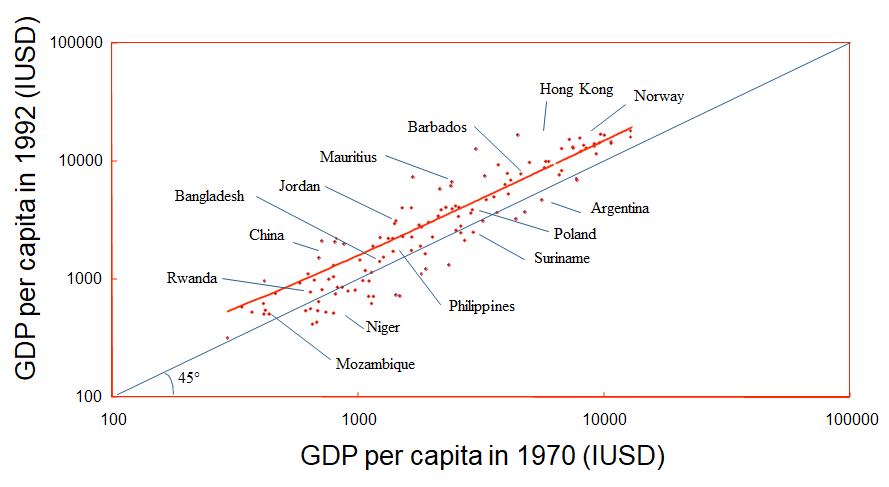 GDP per capita in 1992 (IUSD)
100000
10000
1000
100
Hong Kong
Norway
Barbados
Mauritius
Jordan
Bangladesh
China
Rwanda
Argentina
Poland
Suriname
Philippines
Niger
Mozambique
45°
100
1000
10000
100000
GDP per capita in 1970 (IUSD)